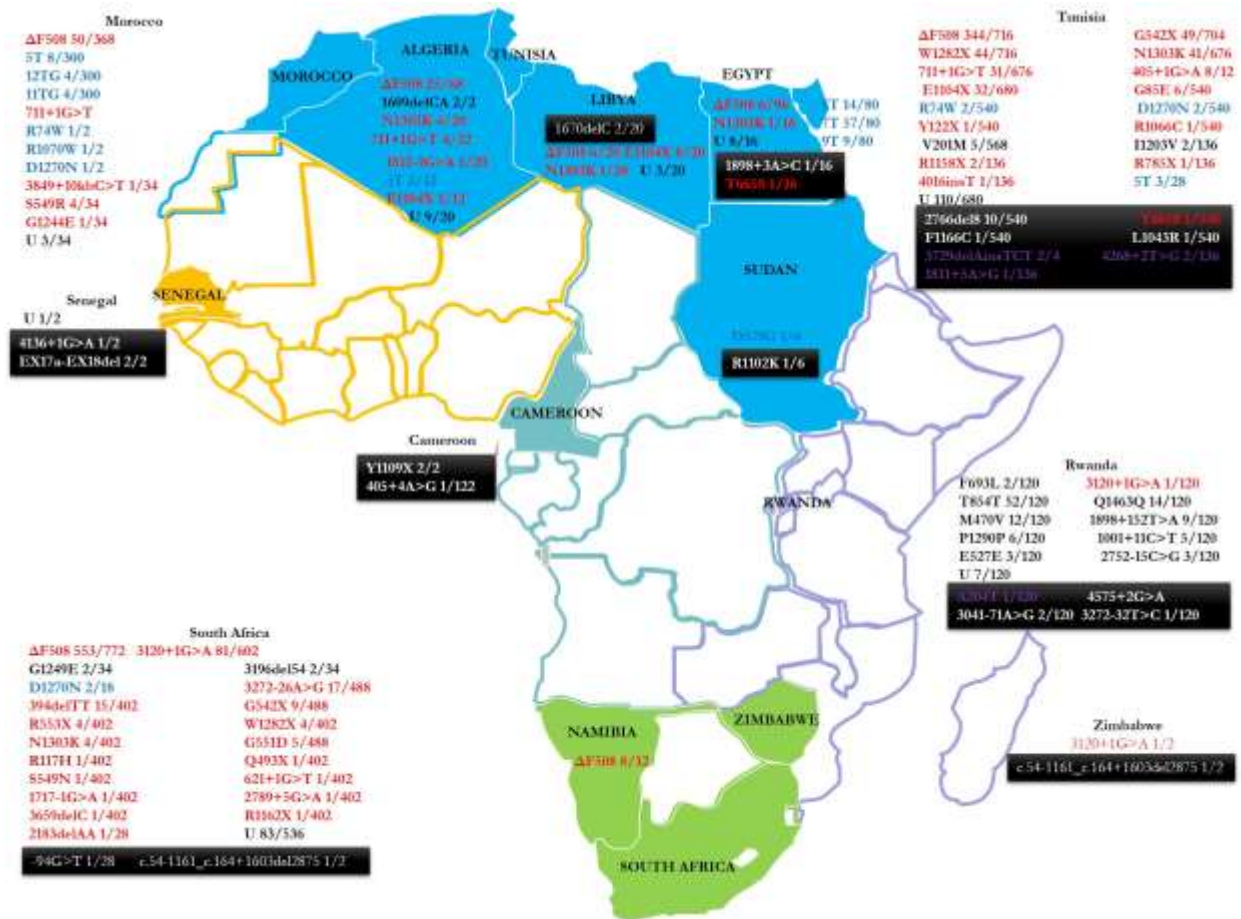 Morocco
ΔF508 50/368
5T 8/300
12TG 4/300
11TG 4/300
711+1G>T
R74W 1/2
R1070W 1/2
D1270N 1/2
3849+10kbC>T 1/34
S549R 4/34
G1244E 1/34
U 3/34
MOROCCO
ALGERIA
1609delCA 2/2
U 9/20
TUNISIA
LIBYA
1670delC 2/20
U 3/20
EGYPT
N1303K 1/16
U 8/16
1898+3A>C 1/16
SUDAN
R1102K 1/6
Tunisia
ΔF508 344/716 G542X 49/704
W1282X 44/716 N1303K 41/676
711+1G>T 31/676 405+1G>A 8/12
E1104X 32/680 G85E 6/540
R74W 2/540 D1270N 2/540
Y122X 1/540 R1066C 1/540
V201M 5/568 I1203V 2/136
R1158X 2/136 R785X 1/136
4016insT 1/136 5T 3/28
U 110/680
2766del8 10/540
F1166C 1/540 L1043R 1/540
3729delAinsTCT 2/4 4268+2T>G 2/136
1811+5A>G 1/136
SENEGAL
Senegal
U 1/2
4136+1G>A 1/2
EX17a-EX18del 2/2
CAMEROON
Cameroon
Y1109X 2/2
405+4A>G 1/122
RWANDA
Rwanda
F693L 2/120 3120+1G>A 1/120
T854T 52/120 Q1463Q 14/120
M470V 12/120 1898+152T>A 9/120
P1290P 6/120 1001+11C>T 5/120
E527E 3/120 2752-15C>G 3/120
U 7/120
1/120 4575+2G>A
3041-71A>G 2/120 3272-32T>C 1/120
South Africa
ΔF508 553/772 3120+1G>A 81/602
G1249E 2/34 3196del54 2/34
D1270N 2/18 3272-26A>G 17/488
394delTT 15/402 G542X 9/488
R553X 4/402 W1282X 4/402
N1303K 4/402 G551D 5/488
R117H 1/402 Q493X 1/402
S549N 1/402 621+1G>T 1/402
1717-1G>A 1/402 2789+5G>A 1/402
3659delC 1/402 R1162X 1/402
2183delAA 1/28 U 83/536
-94G>T 1/28 c.54-1161_c.164+1603del2875 1/2
NAMIBIA
ΔF508 8/12
ZIMBABWE
SOUTH AFRICA
Zimbabwe
3120+1G>A 1/2
c.54-1161_c.164+1603del2875 1/2